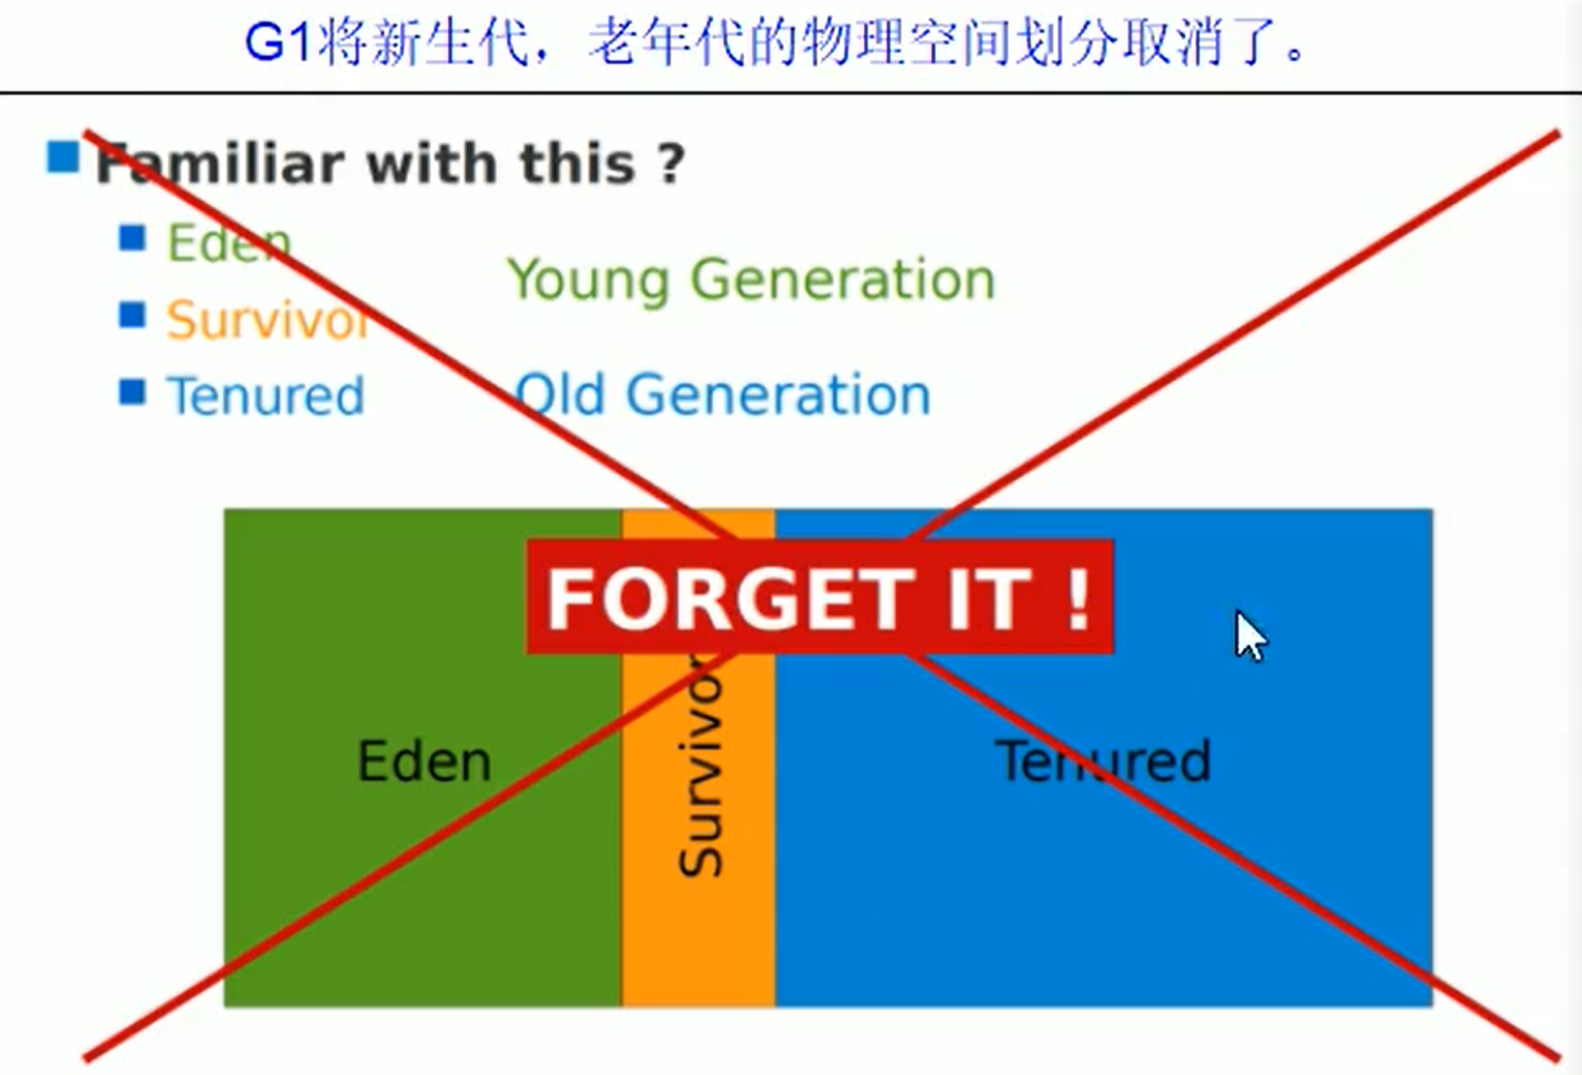 G1将新生代，老年代的物理空间划分取消了。
Familiar with this ?
Eden
Young Generation
Survivor
Tenured
Old Generation
FORGET IT !
Eden
Survivor
Tenured